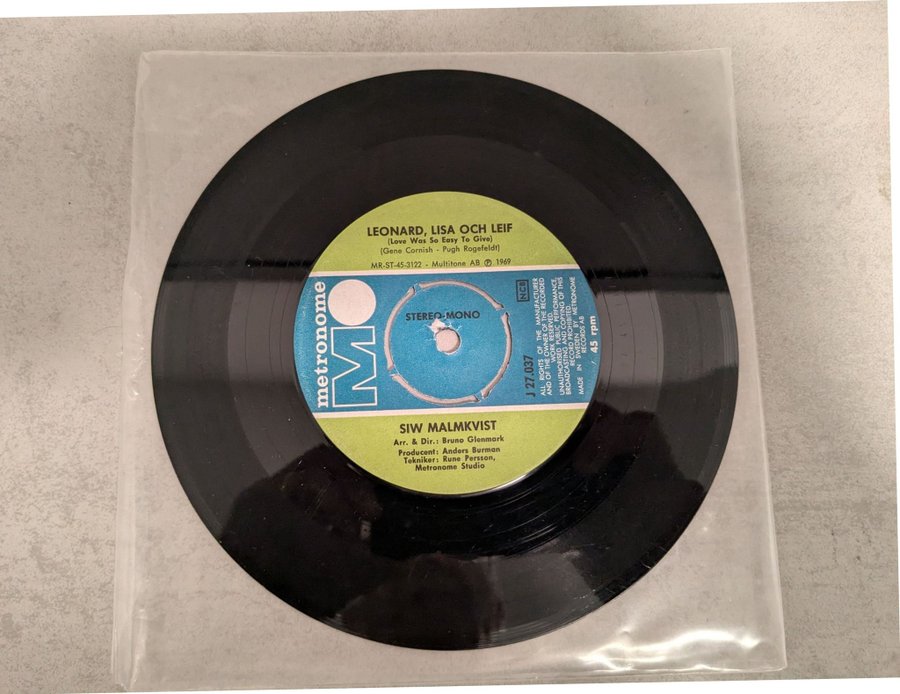 LEONARD, LISA OCH LEIF
(Love Was So Easy To Give)
(Gene Cornish - Pugh Rogefeldt)
MR-ST-45-3122 - Multitone AB Ⓟ 1969
metronome
MO
STEREO-MONO
NCB
J 27.037
ALL RIGHTS OF THE MANUFACTURER
AND OF THE OWNER OF THE RECORDED
WORK RESERVED.
UNAUTHORISED PUBLIC PERFORMANCE,
BROADCASTING AND COPYING OF THIS
RECORD PROHIBITED
MADE IN SWEDEN BY METRONOME
RECORDS AB
45 rpm
SIW MALMKVIST
Arr. & Dir.: Bruno Glenmark
Producent: Anders Burman
Tekniker: Rune Persson,
Metronome Studio